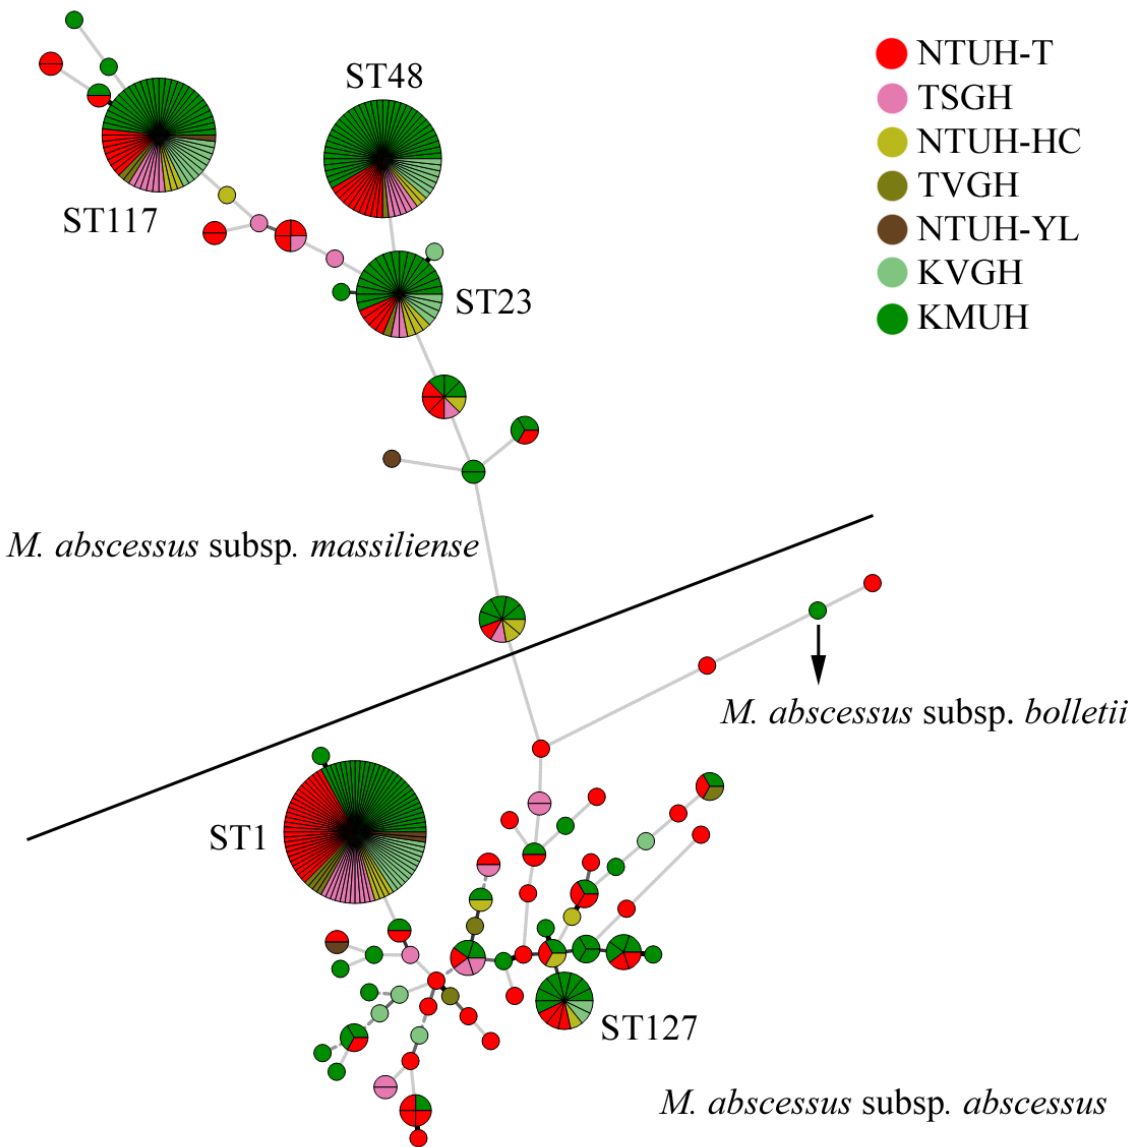 ST48
ST117
ST23
NTUH-T
TSGH
NTUH-HC
TVGH
NTUH-YL
KVGH
KMUH
M. abscessus subsp. massiliense
M. abscessus subsp. bolletii
ST1
ST127
M. abscessus subsp. abscessus